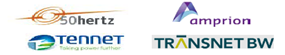 50hertz
Amprion
TENNET
Taking power further
TRANSNET BW